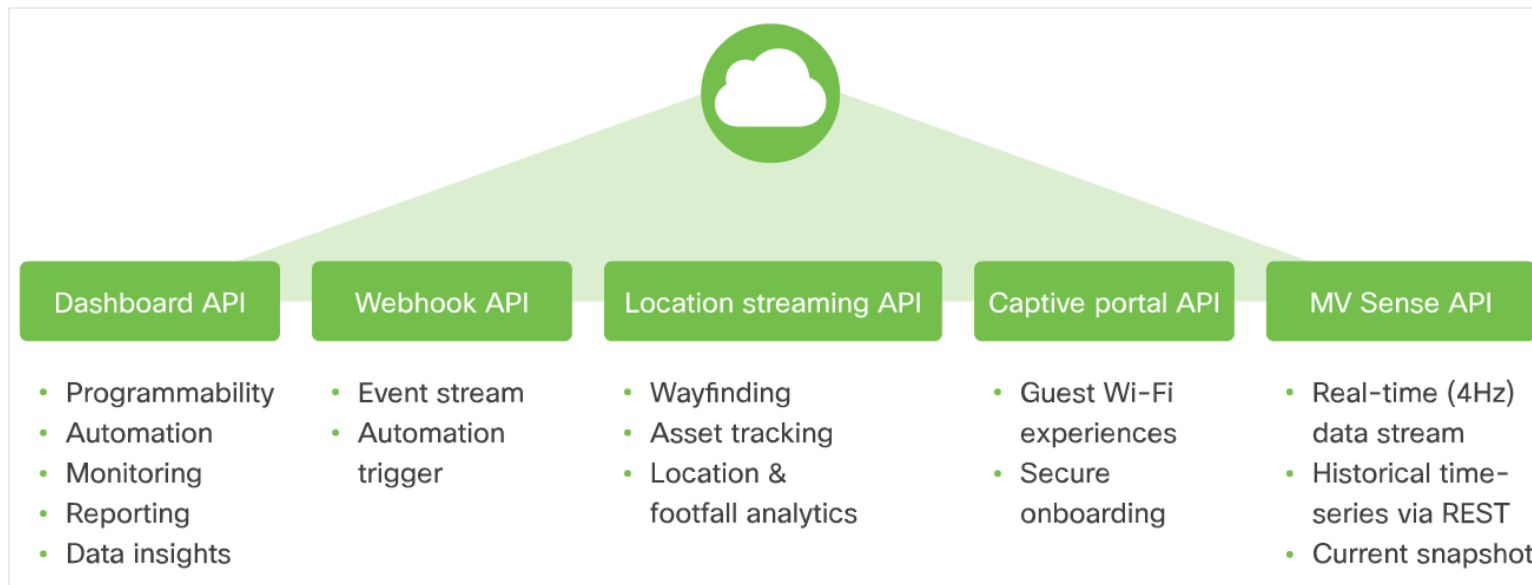 Dashboard API
Programmability
Automation
Monitoring
Reporting
Data insights
Webhook API
Event stream
Automation
trigger
Location streaming API
Wayfinding
Asset tracking
Location &
footfall analytics
Captive portal API
Guest Wi-Fi
experiences
Secure
onboarding
MV Sense API
Real-time (4Hz)
data stream
Historical time-
series via REST
Current snapshot